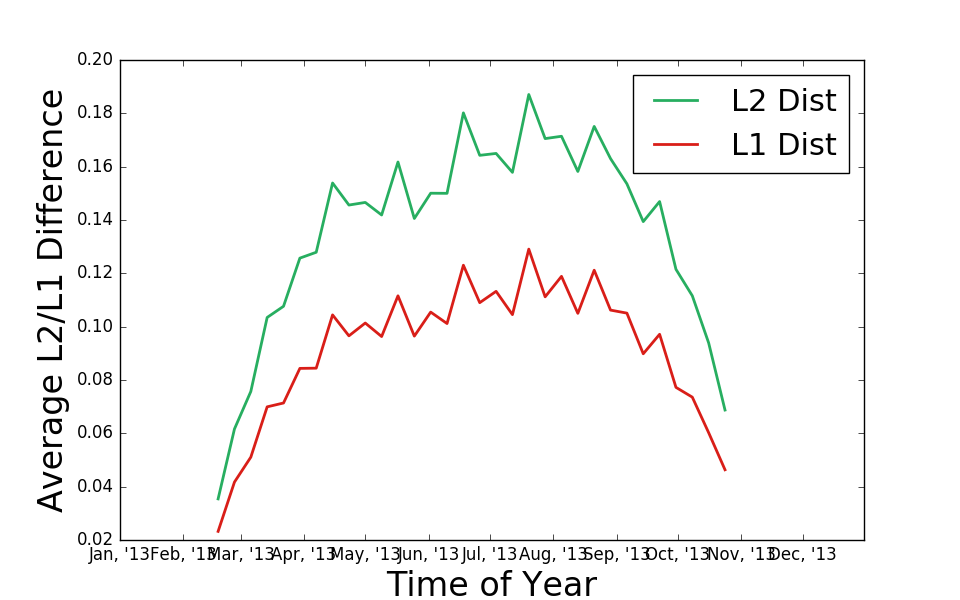 Average L2/L1 Difference
0.20
0.18
0.16
0.14
0.12
0.10
0.08
0.06
0.04
0.02
L2 Dist
L1 Dist
Jan, '13 Feb, '13 Mar, '13 Apr, '13 May, '13 Jun, '13 Jul, '13 Aug, '13 Sep, '13 Oct, '13 Nov, '13 Dec, '13
Time of Year